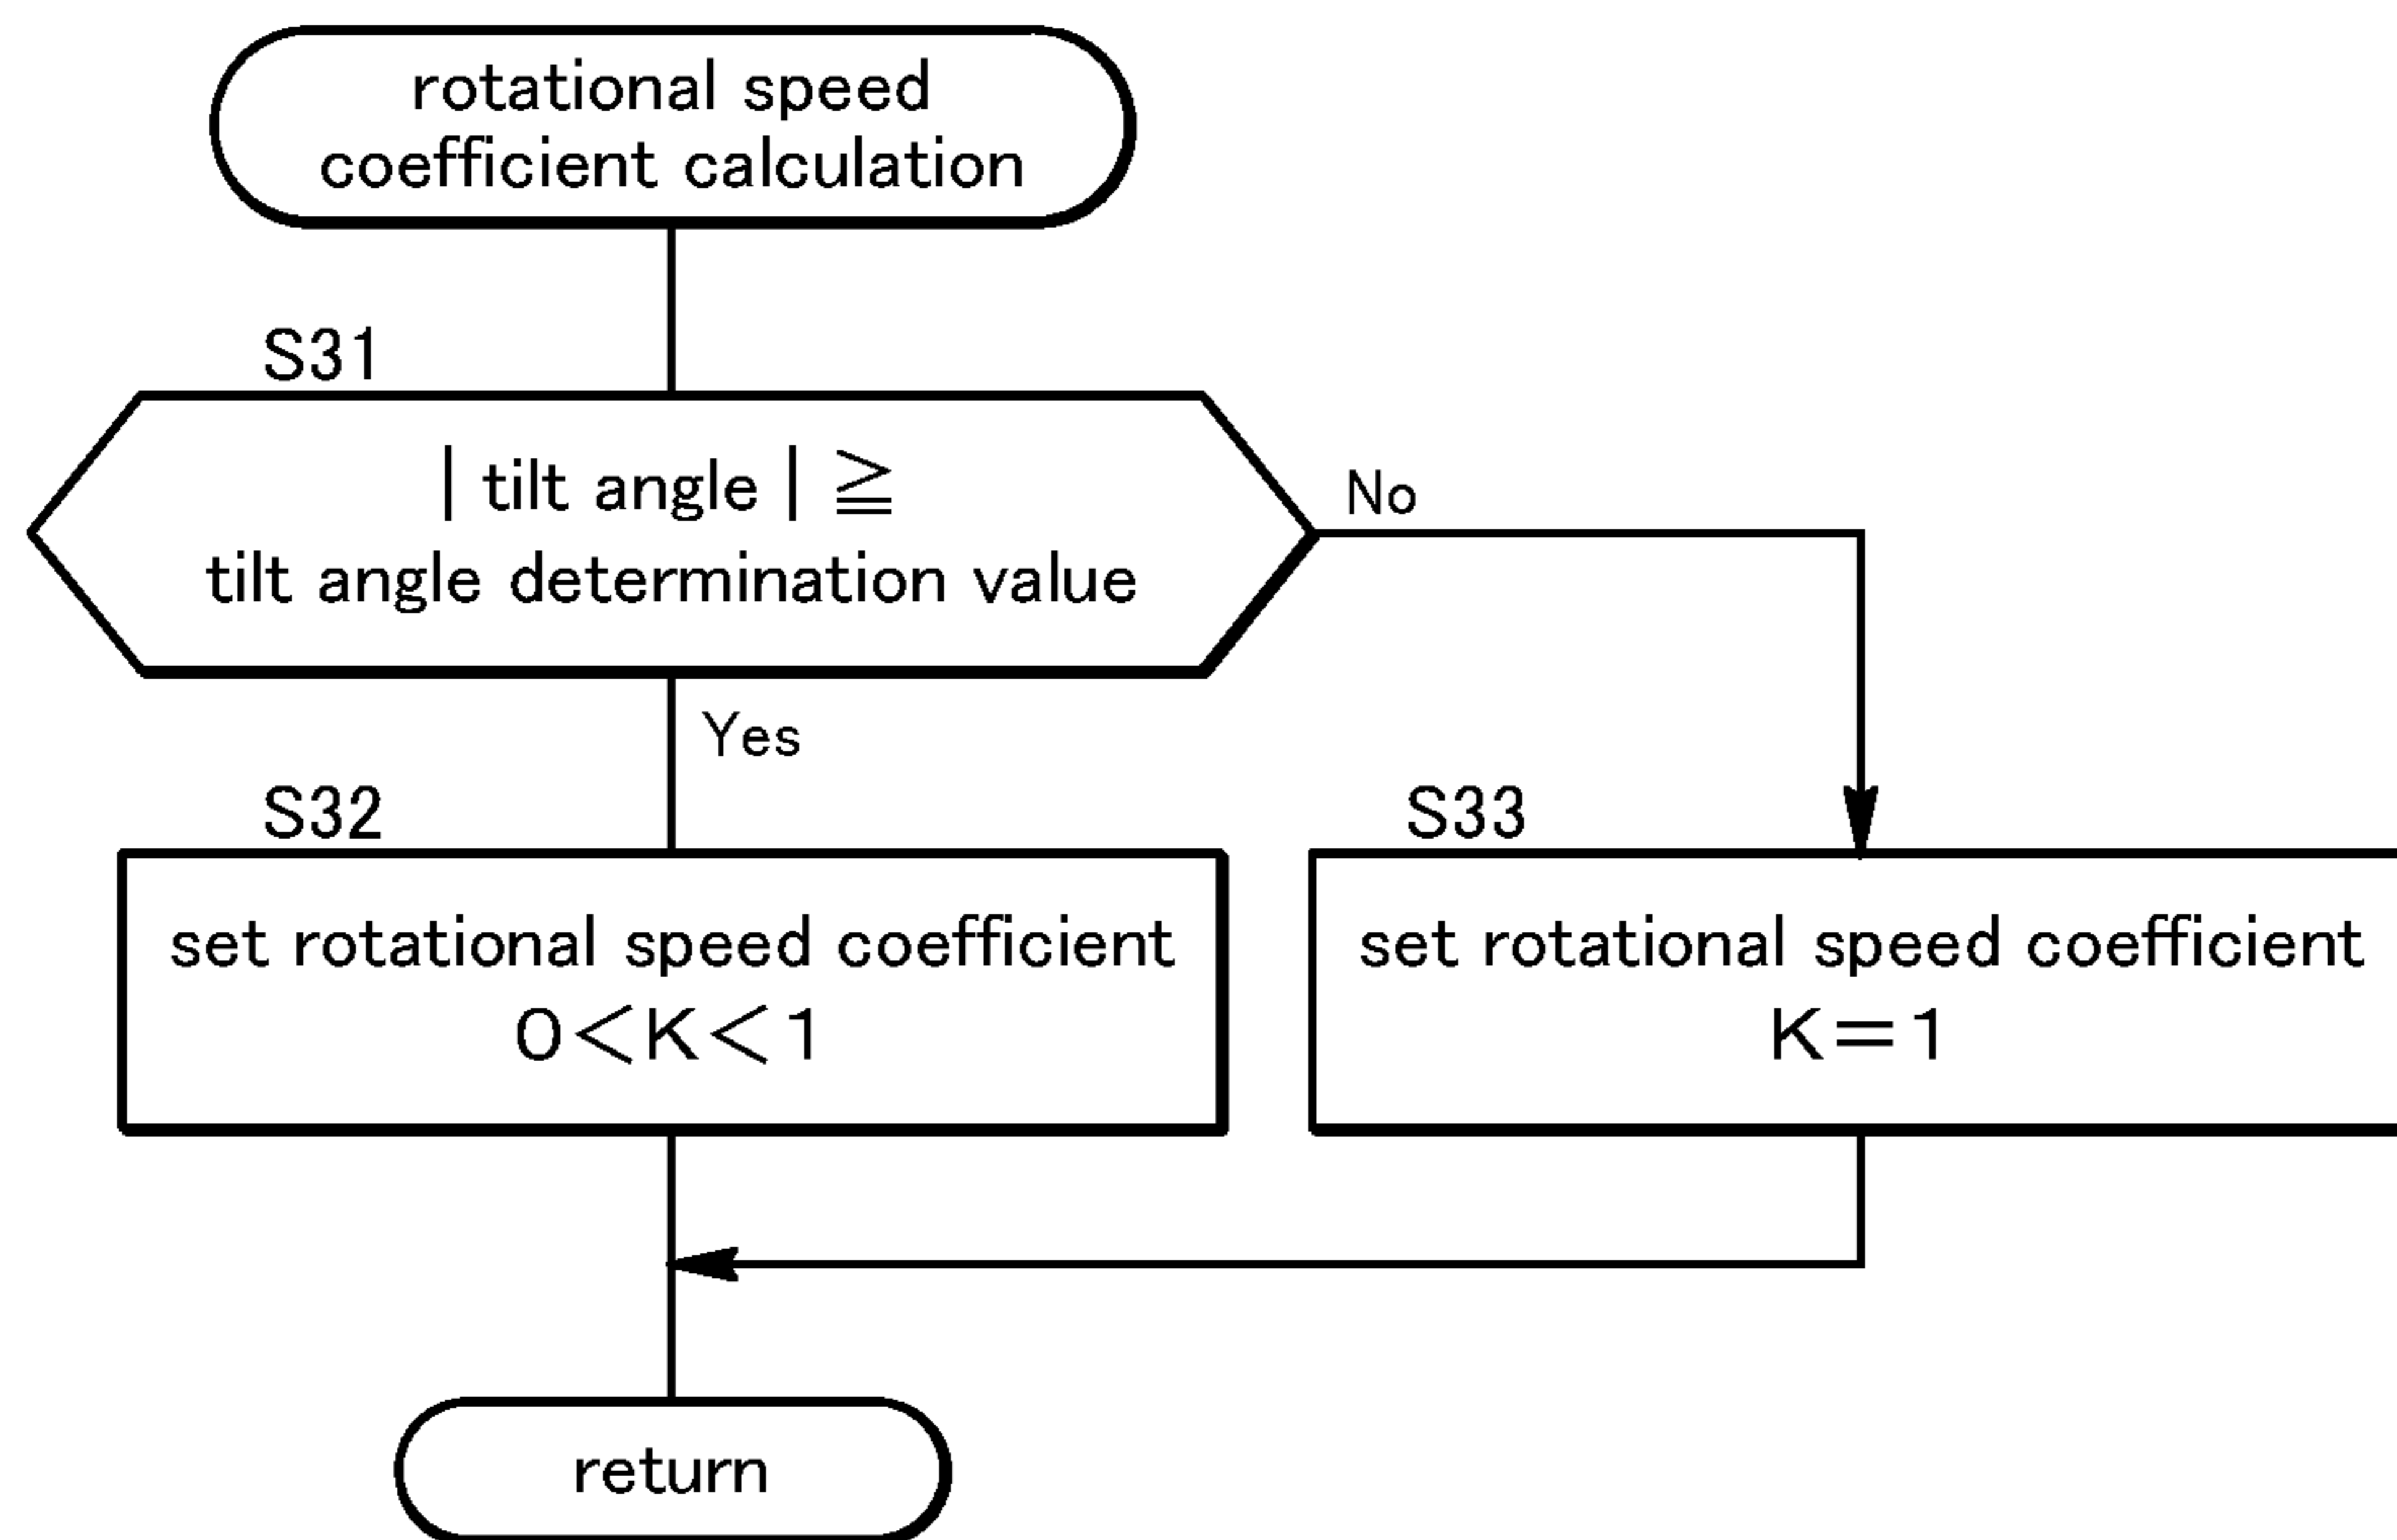 rotational speed
coefficient calculation
S31
| tilt angle | ≧
tilt angle determination value
No
Yes
S32
S33
set rotational speed coefficient
0<K<1
set rotational speed coefficient
K=1
return